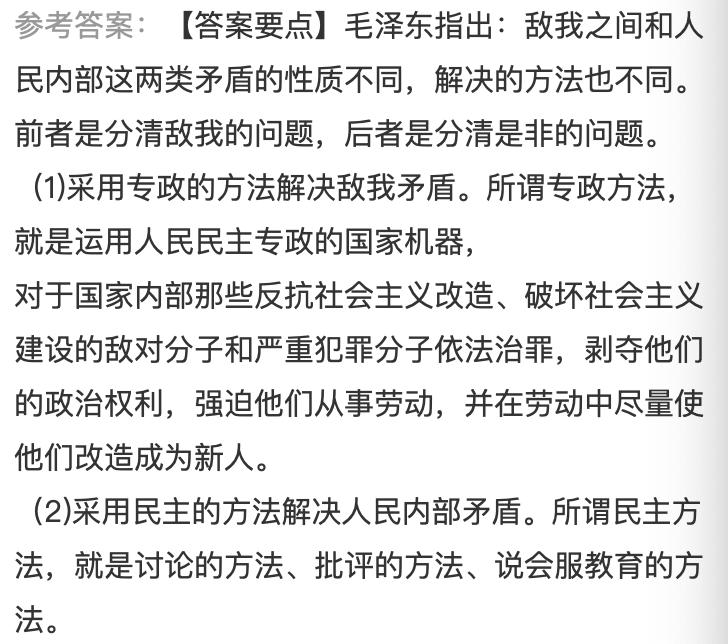 参考答案：【答案要点】毛泽东指出：敌我之间和人
民内部这两类矛盾的性质不同，解决的方法也不同。
前者是分清敌我的问题，后者是分清是非的问题。
(1)采用专政的方法解决敌我矛盾。所谓专政方法，
就是运用人民民主专政的国家机器，
对于国家内部那些反抗社会主义改造、破坏社会主义
建设的敌对分子和严重犯罪分子依法治罪，剥夺他们
的政治权利，强迫他们从事劳动，并在劳动中尽量使
他们改造成为新人。
(2)采用民主的方法解决人民内部矛盾。所谓民主方
法，就是讨论的方法、批评的方法、说会服教育的方
法。